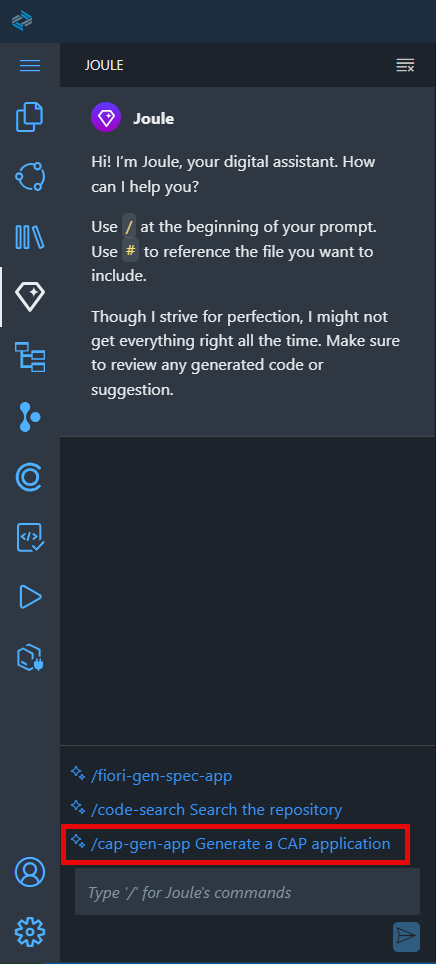 JOULE
Joule
Hi! I'm Joule, your digital assistant. How
can I help you?
Use / at the beginning of your prompt.
Use # to reference the file you want to
include.
Though I strive for perfection, I might not
get everything right all the time. Make sure
to review any generated code or
suggestion.
/fiori-gen-spec-app
/code-search Search the repository
/cap-gen-app Generate a CAP application
Type '/' for Joule's commands